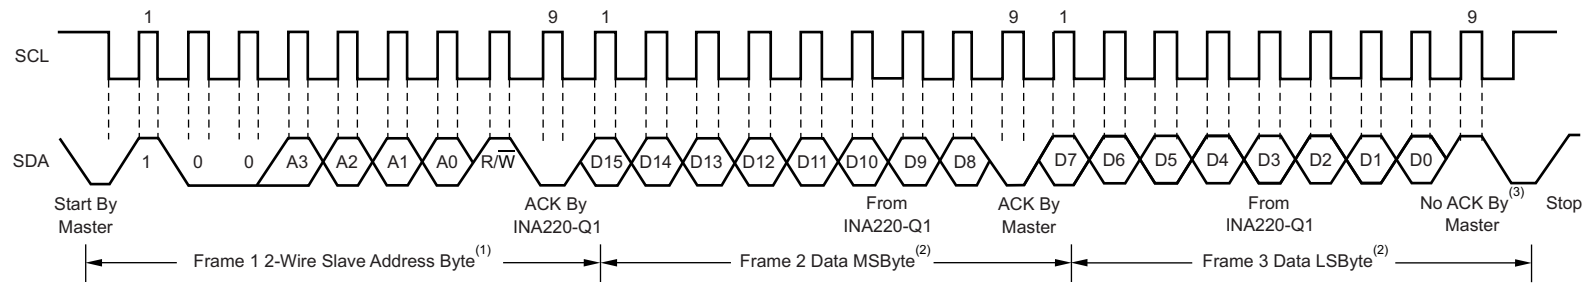 1 9 1 9 1 9
SCL
SDA 1 0 0 A3 A2 A1 A0 R/W̅ D15 D14 D13 D12 D11 D10 D9 D8 D7 D6 D5 D4 D3 D2 D1 D0
Start By
Master
ACK By
INA220-Q1
From
INA220-Q1
ACK By
Master
From
INA220-Q1
No ACK By(3)
Master
Stop
Frame 1 2-Wire Slave Address Byte(1)
Frame 2 Data MSByte(2)
Frame 3 Data LSByte(2)